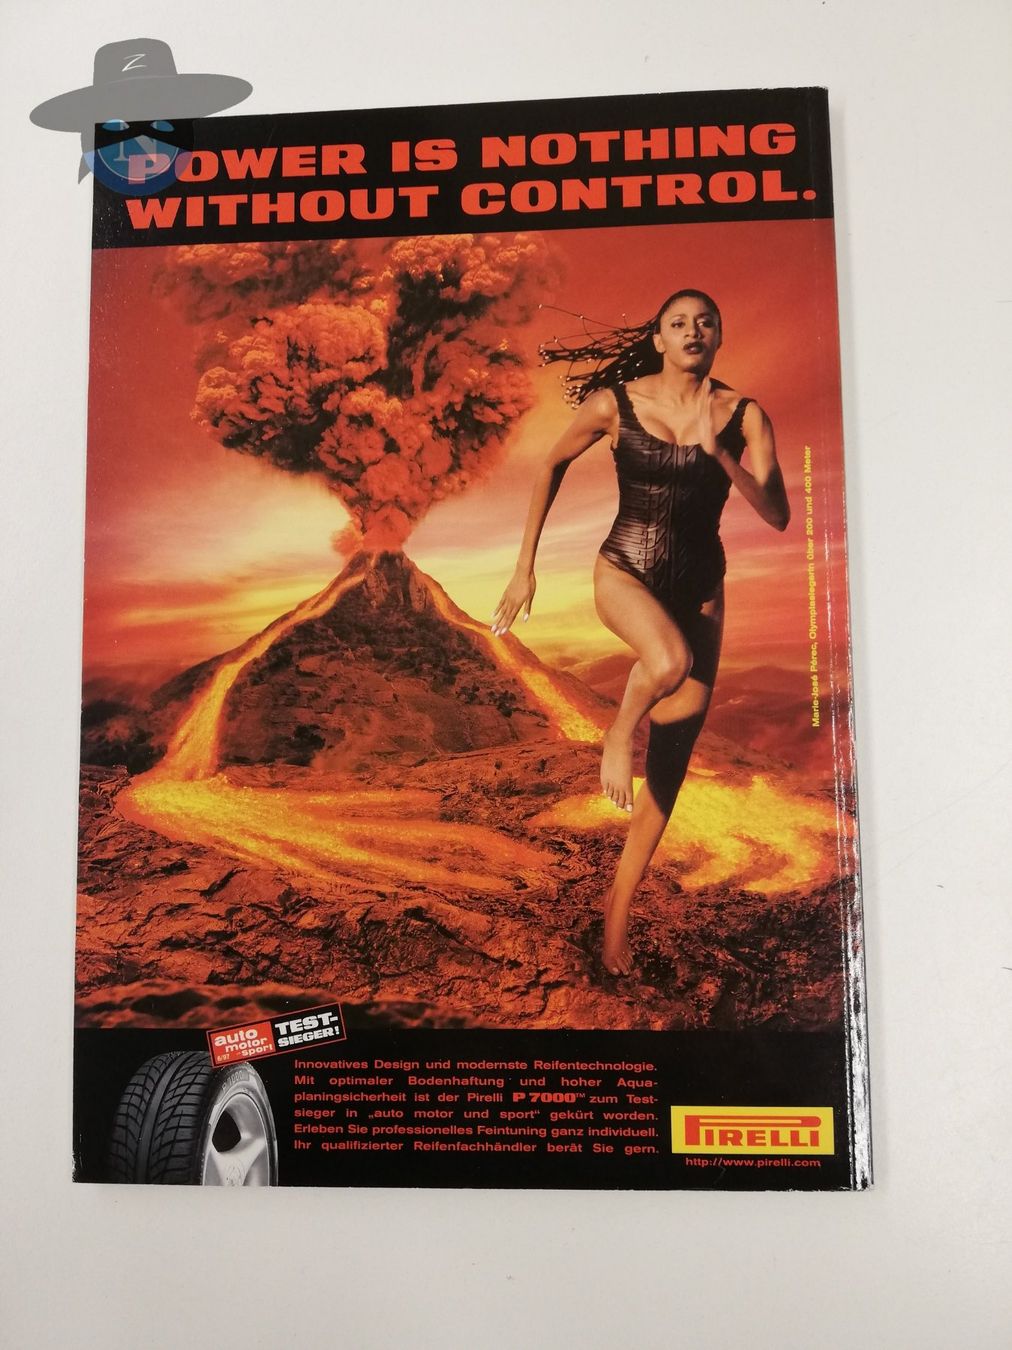 Z
N
POWER IS NOTHING
WITHOUT CONTROL.
Marie-José Pérec, Olympiasiegerin über 200 und 400 Meter
auto
motor
sport
6/97
TEST-
SIEGER!
Innovatives Design und modernste Reifentechnologie.
Mit optimaler Bodenhaftung und hoher Aqua-
planingsicherheit ist der Pirelli P 7000™ zum Test-
sieger in „auto motor und sport“ gekürt worden.
Erleben Sie professionelles Feintuning ganz individuell.
Ihr qualifizierter Reifenfachhändler berät Sie gern.
PIRELLI
http://www.pirelli.com